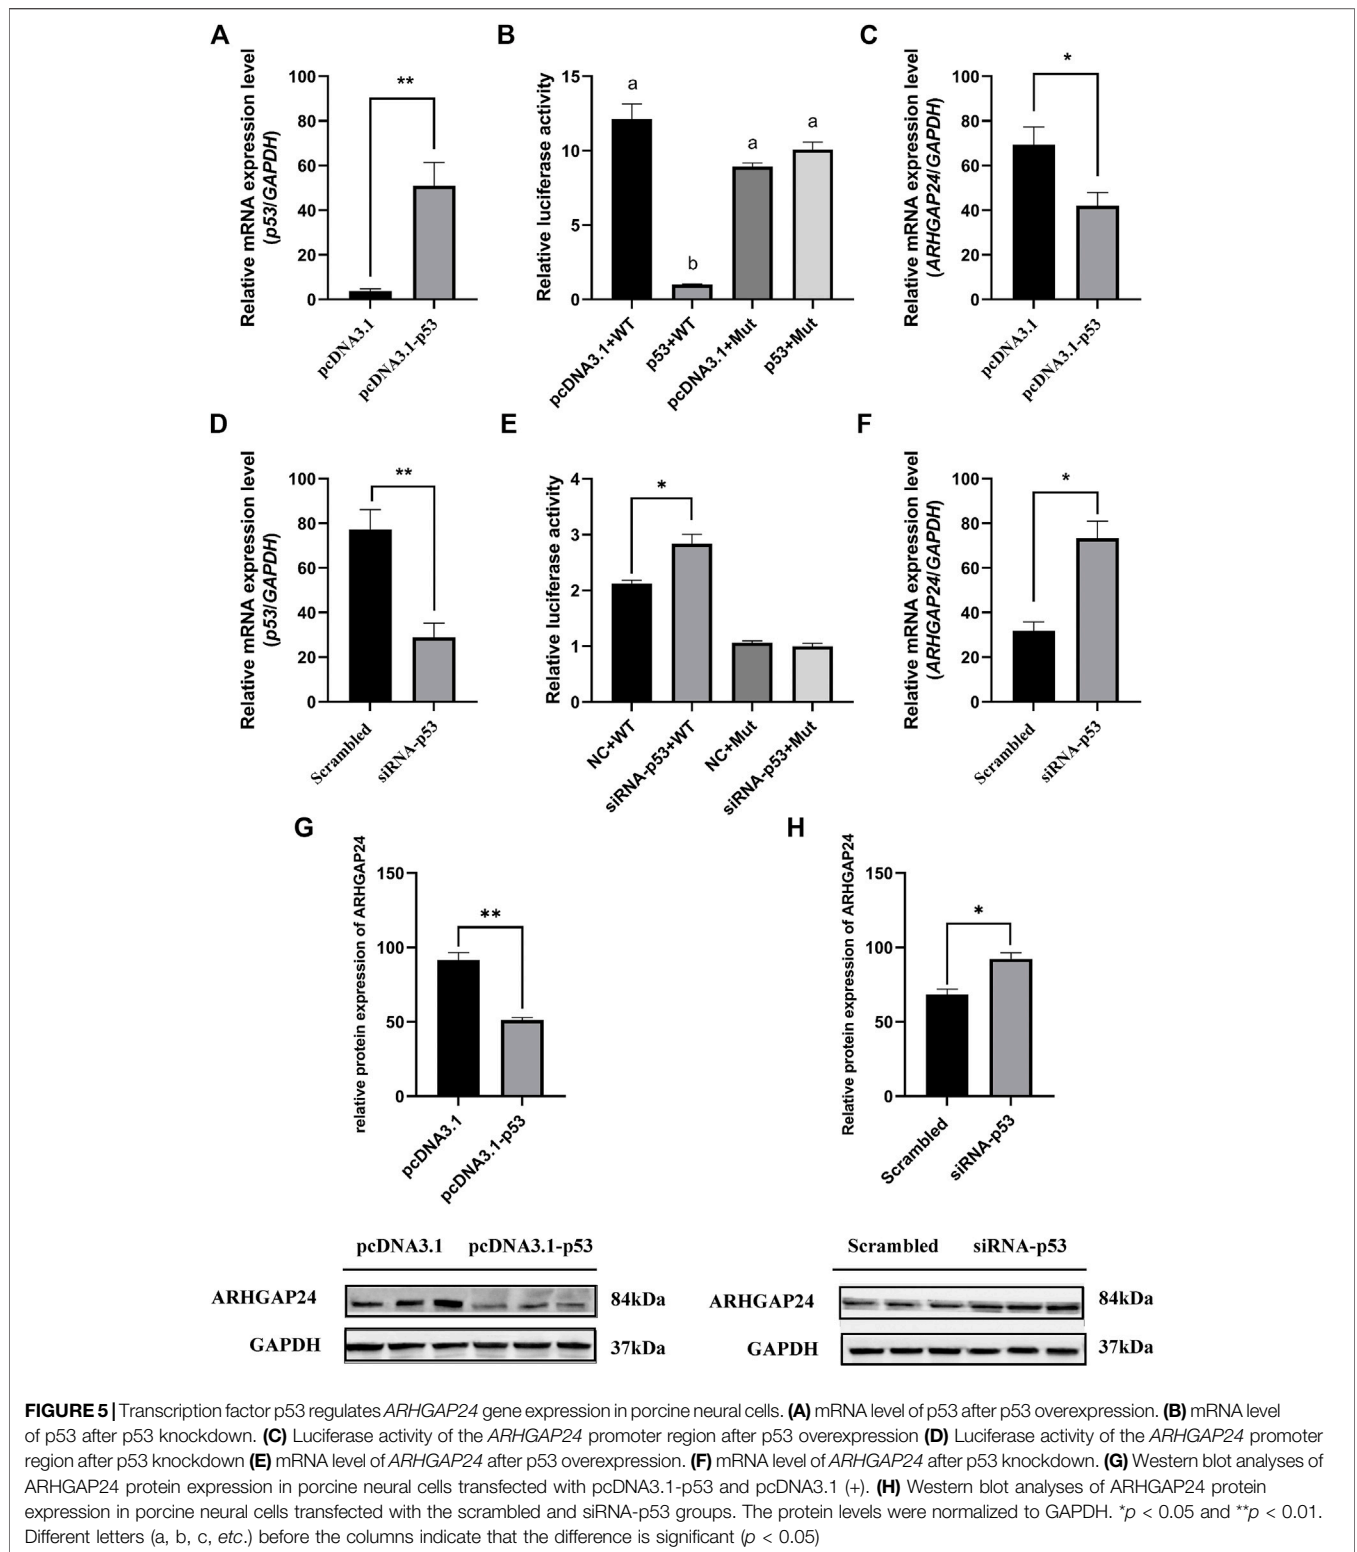 A
Relative mRNA expression level
(p53/GAPDH)
100
80
60
40
20
0
**
pcDNA3.1
pcDNA3.1-p53
B
Relative luciferase activity
15
10
5
0
a
b
a
a
pcDNA3.1+WT
p53+WT
pcDNA3.1+Mut
p53+Mut
C
Relative mRNA expression level
(ARHGAP24/GAPDH)
100
80
60
40
20
0
*
pcDNA3.1
pcDNA3.1-p53
D
Relative mRNA expression level
(p53/GAPDH)
100
80
60
40
20
0
**
Scrambled
siRNA-p53
E
Relative luciferase activity
4
3
2
1
0
*
NC+WT
siRNA-p53+WT
NC+Mut
siRNA-p53+Mut
F
Relative mRNA expression level
(ARHGAP24/GAPDH)
100
80
60
40
20
0
*
Scrambled
siRNA-p53
G
relative protein expression of ARHGAP24
150
100
50
0
**
pcDNA3.1
pcDNA3.1-p53
H
Relative protein expression of ARHGAP24
150
100
50
0
*
Scrambled
siRNA-p53
pcDNA3.1 pcDNA3.1-p53
ARHGAP24 84kDa
GAPDH 37kDa
Scrambled siRNA-p53
ARHGAP24 84kDa
GAPDH 37kDa
FIGURE 5 | Transcription factor p53 regulates ARHGAP24 gene expression in porcine neural cells. (A) mRNA level of p53 after p53 overexpression. (B) mRNA level
of p53 after p53 knockdown. (C) Luciferase activity of the ARHGAP24 promoter region after p53 overexpression (D) Luciferase activity of the ARHGAP24 promoter
region after p53 knockdown (E) mRNA level of ARHGAP24 after p53 overexpression. (F) mRNA level of ARHGAP24 after p53 knockdown. (G) Western blot analyses of
ARHGAP24 protein expression in porcine neural cells transfected with pcDNA3.1-p53 and pcDNA3.1 (+). (H) Western blot analyses of ARHGAP24 protein
expression in porcine neural cells transfected with the scrambled and siRNA-p53 groups. The protein levels were normalized to GAPDH. *p < 0.05 and **p < 0.01.
Different letters (a, b, c, etc.) before the columns indicate that the difference is significant (p < 0.05)